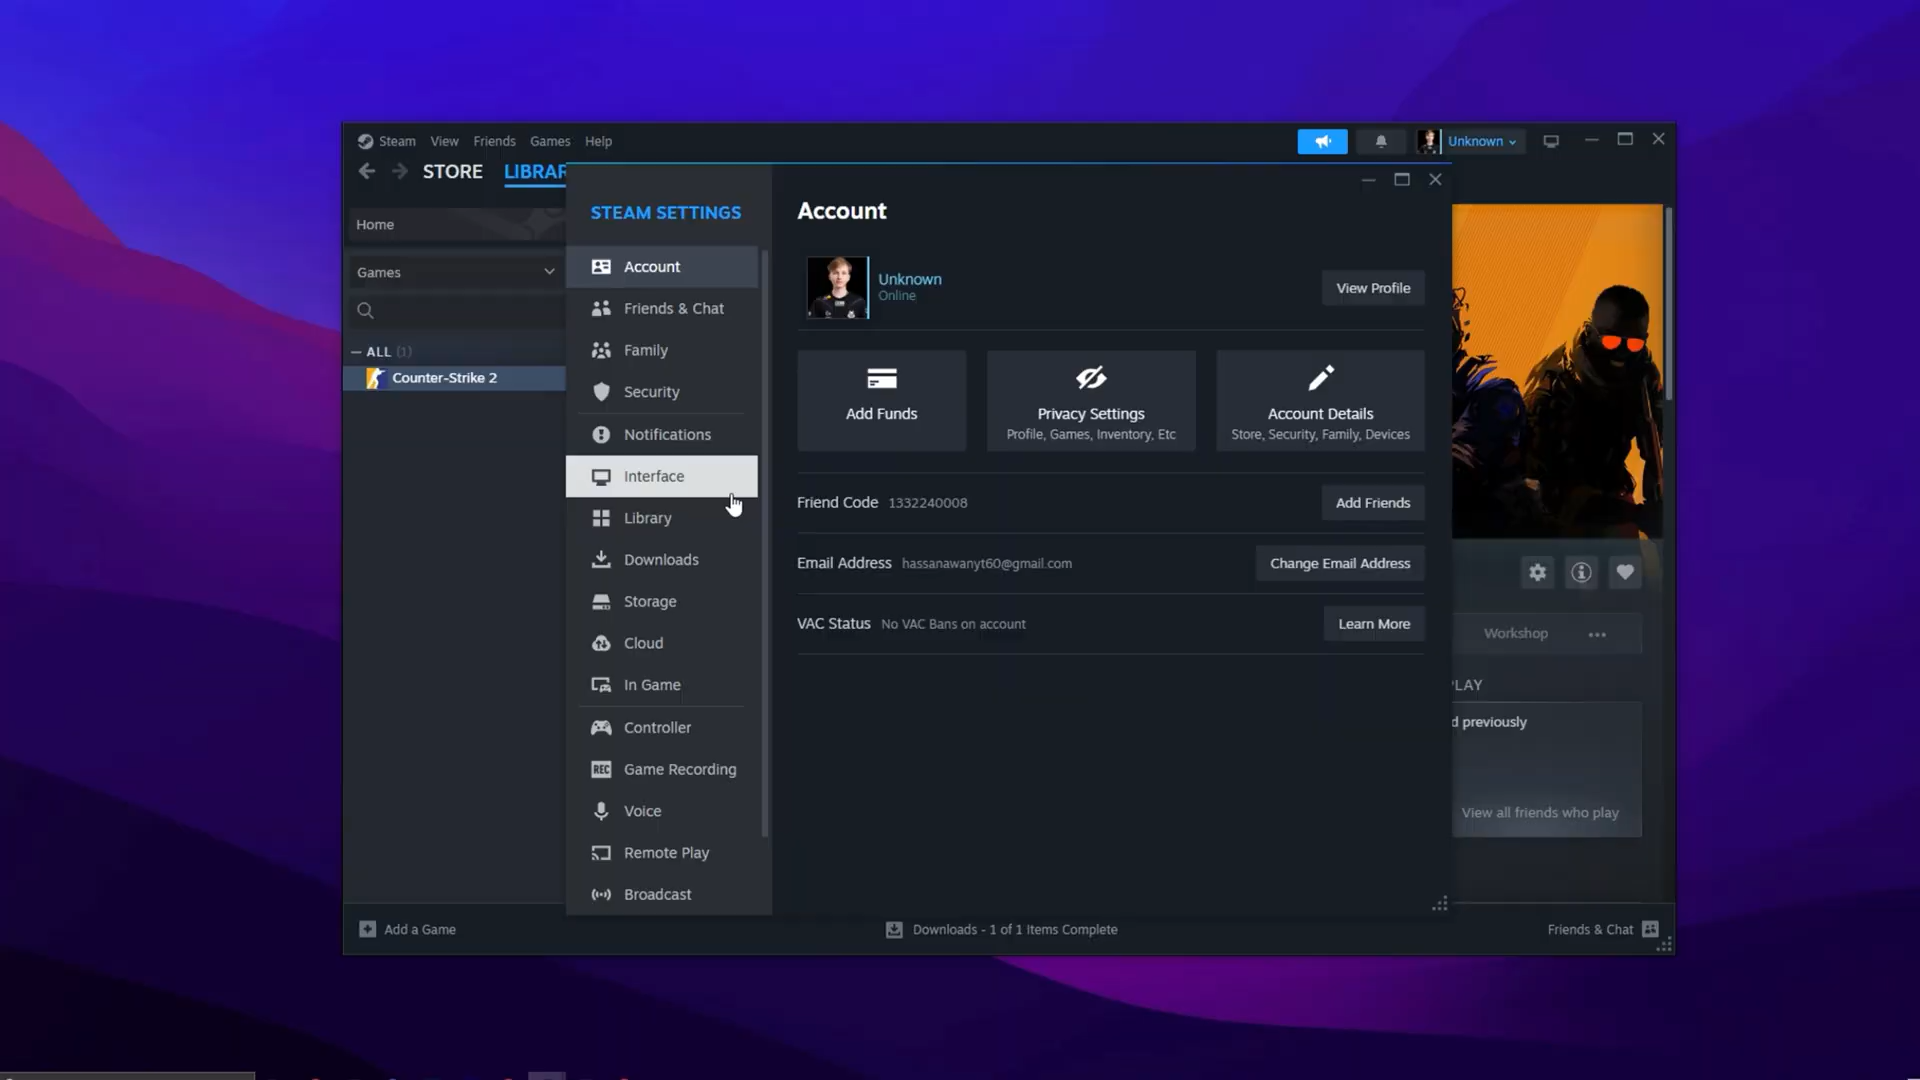 Steam View Friends Games Help
Unknown
STORE LIBRAR
Home
Games
ALL (1)
Counter-Strike 2
STEAM SETTINGS
Account
Friends & Chat
Family
Security
Notifications
Interface
Library
Downloads
Storage
Cloud
In Game
Controller
REC Game Recording
Voice
Remote Play
Broadcast
Account
Unknown
Online
View Profile
Add Funds
Privacy Settings
Profile, Games, Inventory, Etc
Account Details
Store, Security, Family, Devices
Friend Code 1332240008
Add Friends
Email Address hassanawanyt60@gmail.com
Change Email Address
VAC Status No VAC Bans on account
Learn More
Workshop
PLAY
d previously
View all friends who play
Add a Game
Downloads - 1 of 1 Items Complete
Friends & Chat